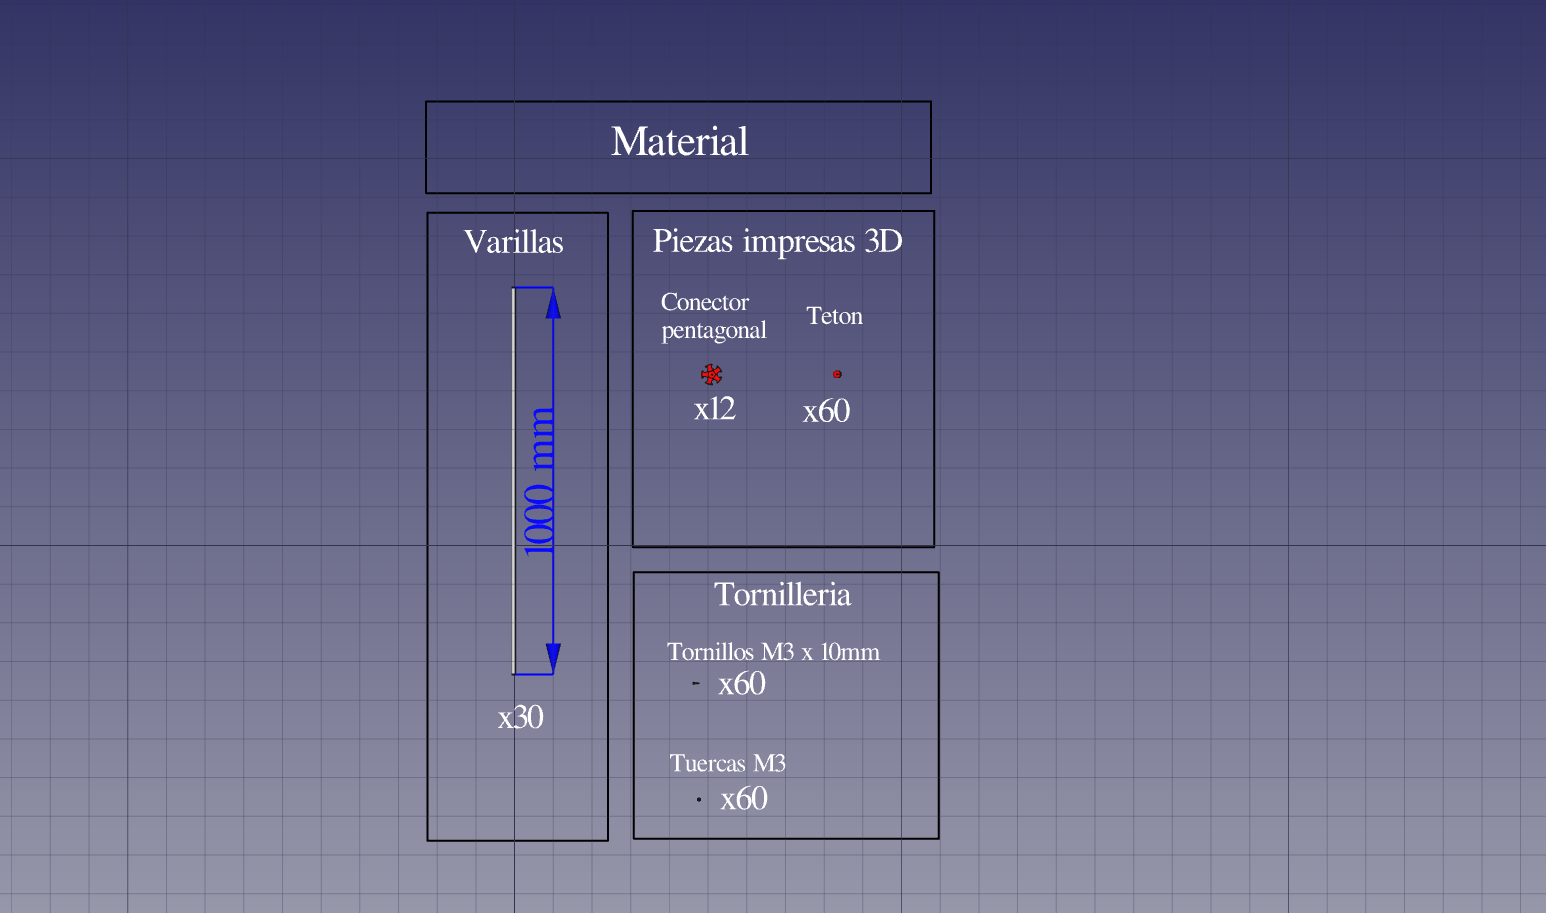 Material
Varillas
1000 mm
x30
Piezas impresas 3D
Conector
pentagonal
x12
Teton
x60
Tornilleria
Tornillos M3 x 10mm
x60
Tuercas M3
x60